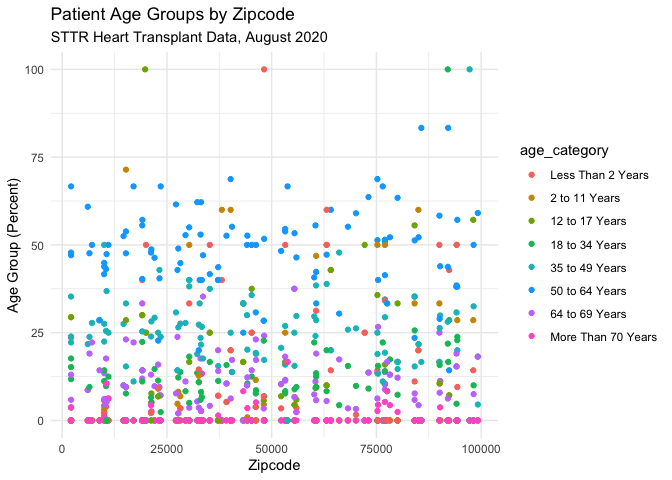 Patient Age Groups by Zipcode
STTR Heart Transplant Data, August 2020
100
75
50
25
0
Age Group (Percent)
0 25000 50000 75000 100000
Zipcode
age_category
Less Than 2 Years
2 to 11 Years
12 to 17 Years
18 to 34 Years
35 to 49 Years
50 to 64 Years
64 to 69 Years
More Than 70 Years